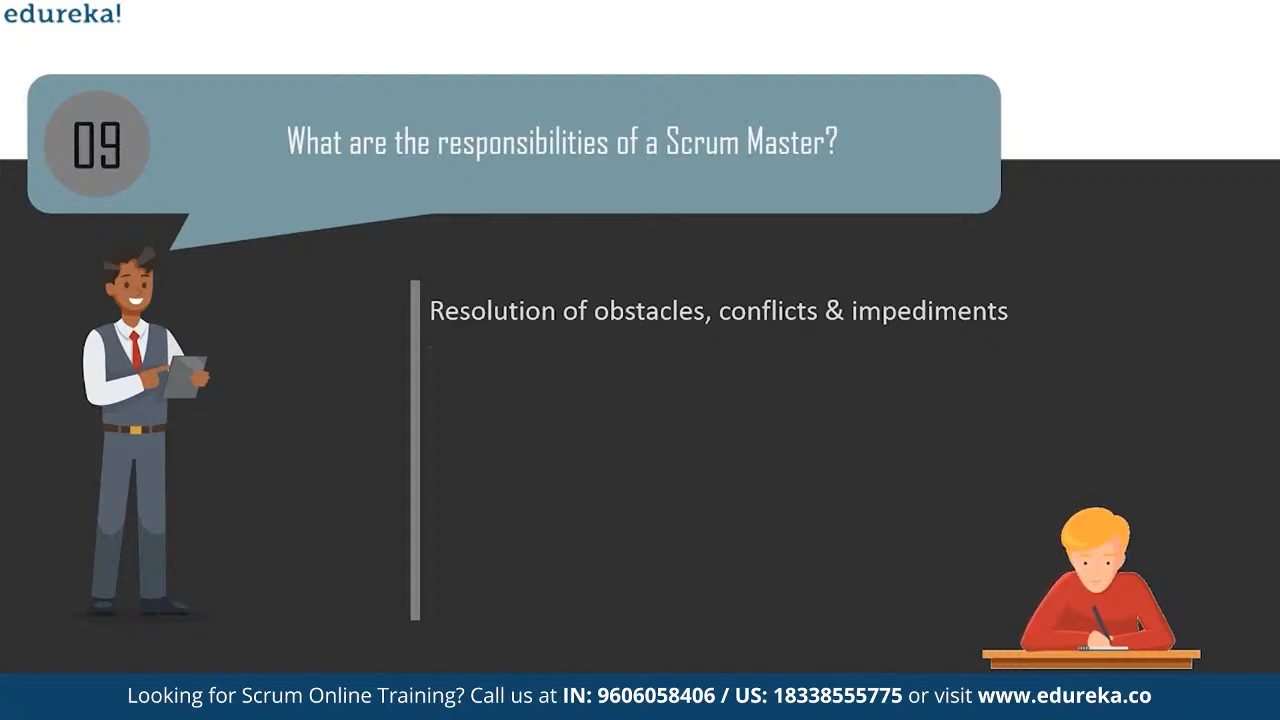 edureka!
09
What are the responsibilities of a Scrum Master?
Resolution of obstacles, conflicts & impediments
Looking for Scrum Online Training? Call us at IN: 9606058406 / US: 18338555775 or visit www.edureka.co